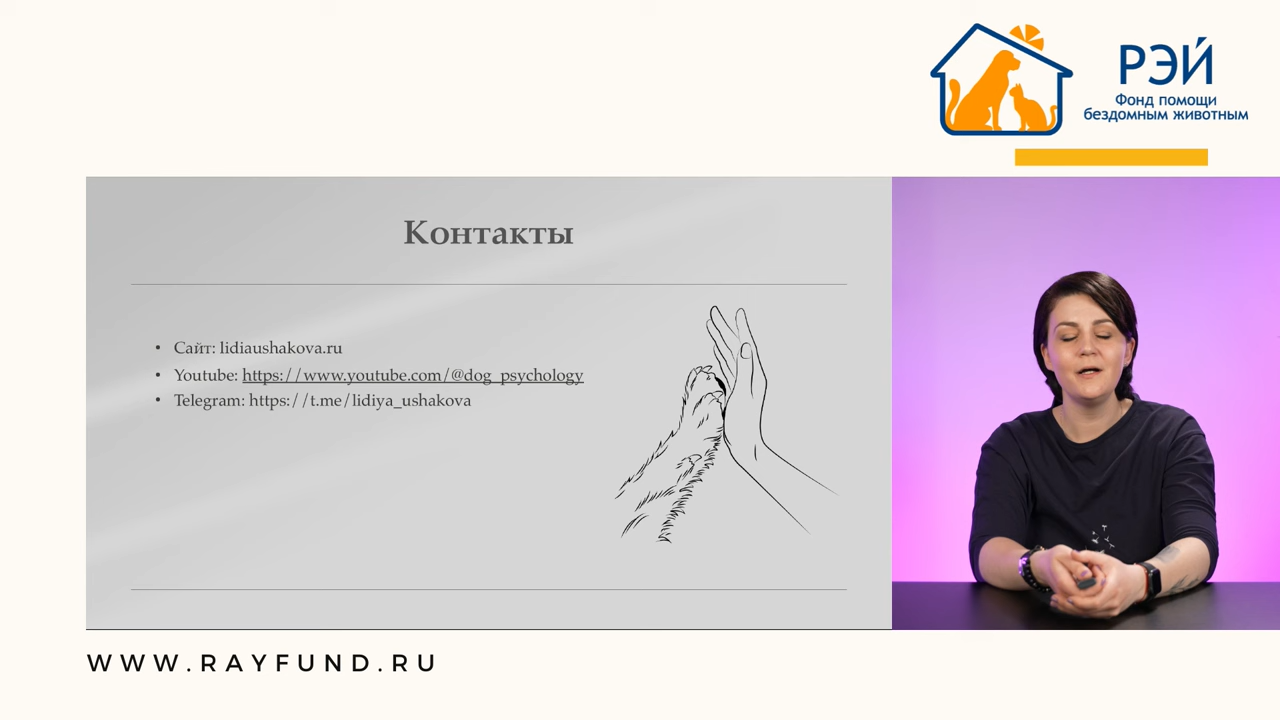 РЭЙ
Фонд помощи
бездомным животным
Контакты
• Сайт: lidiaushakova.ru
• Youtube: https://www.youtube.com/@dog_psychology
• Telegram: https://t.me/lidiya_ushakova
WWW.RAYFUND.RU